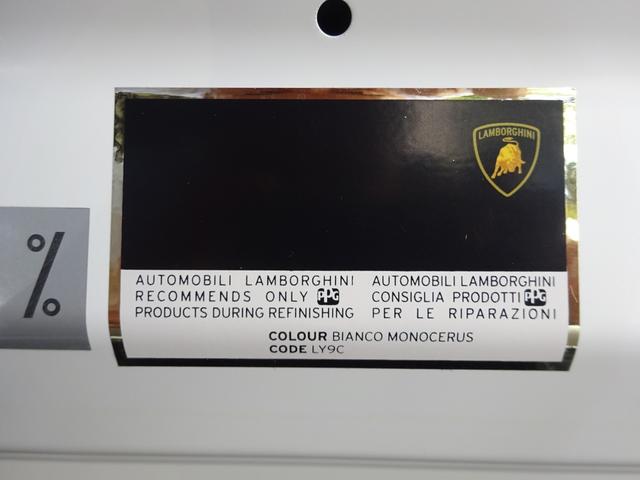 LAMBORGHINI
%
AUTOMOBILI LAMBORGHINI
RECOMMENDS ONLY PPG
PRODUCTS DURING REFINISHING
AUTOMOBILI LAMBORGHINI
CONSIGLIA PRODOTTI PPG
PER LE RIPARAZIONI
COLOUR BIANCO MONOCERUS
CODE LY9C